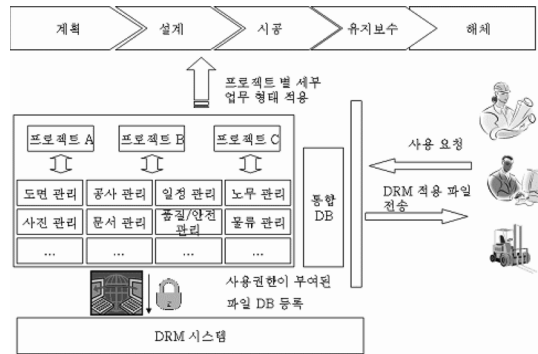 계획 설계 시공 유지보수 해체
프로젝트 별 세부
업무 형태 적용
프로젝트 A 프로젝트 B 프로젝트 C
사용 요청
도면 관리 공사 관리 일정 관리 노무 관리
통합
DB
DRM 적용 파일
전송
사진 관리 문서 관리 품질/안전
관리 물류 관리
... ... ... ...
사용권한이 부여된
파일 DB 등록
DRM 시스템